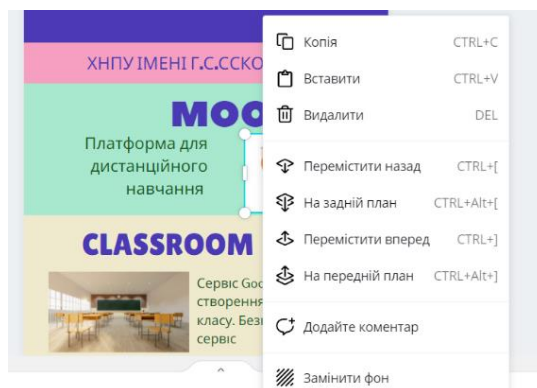 ХНПУ ІМЕНІ Г.С.ССКО
MOO
Платформа для
дистанційного
навчання
CLASSROOM
Сервіс Goo
створення
класу. Без
сервіс
Копія CTRL+C
Вставити CTRL+V
Видалити DEL
Перемістити назад CTRL+[
На задній план CTRL+Alt+[
Перемістити вперед CTRL+]
На передній план CTRL+Alt+]
Додайте коментар
Замінити фон